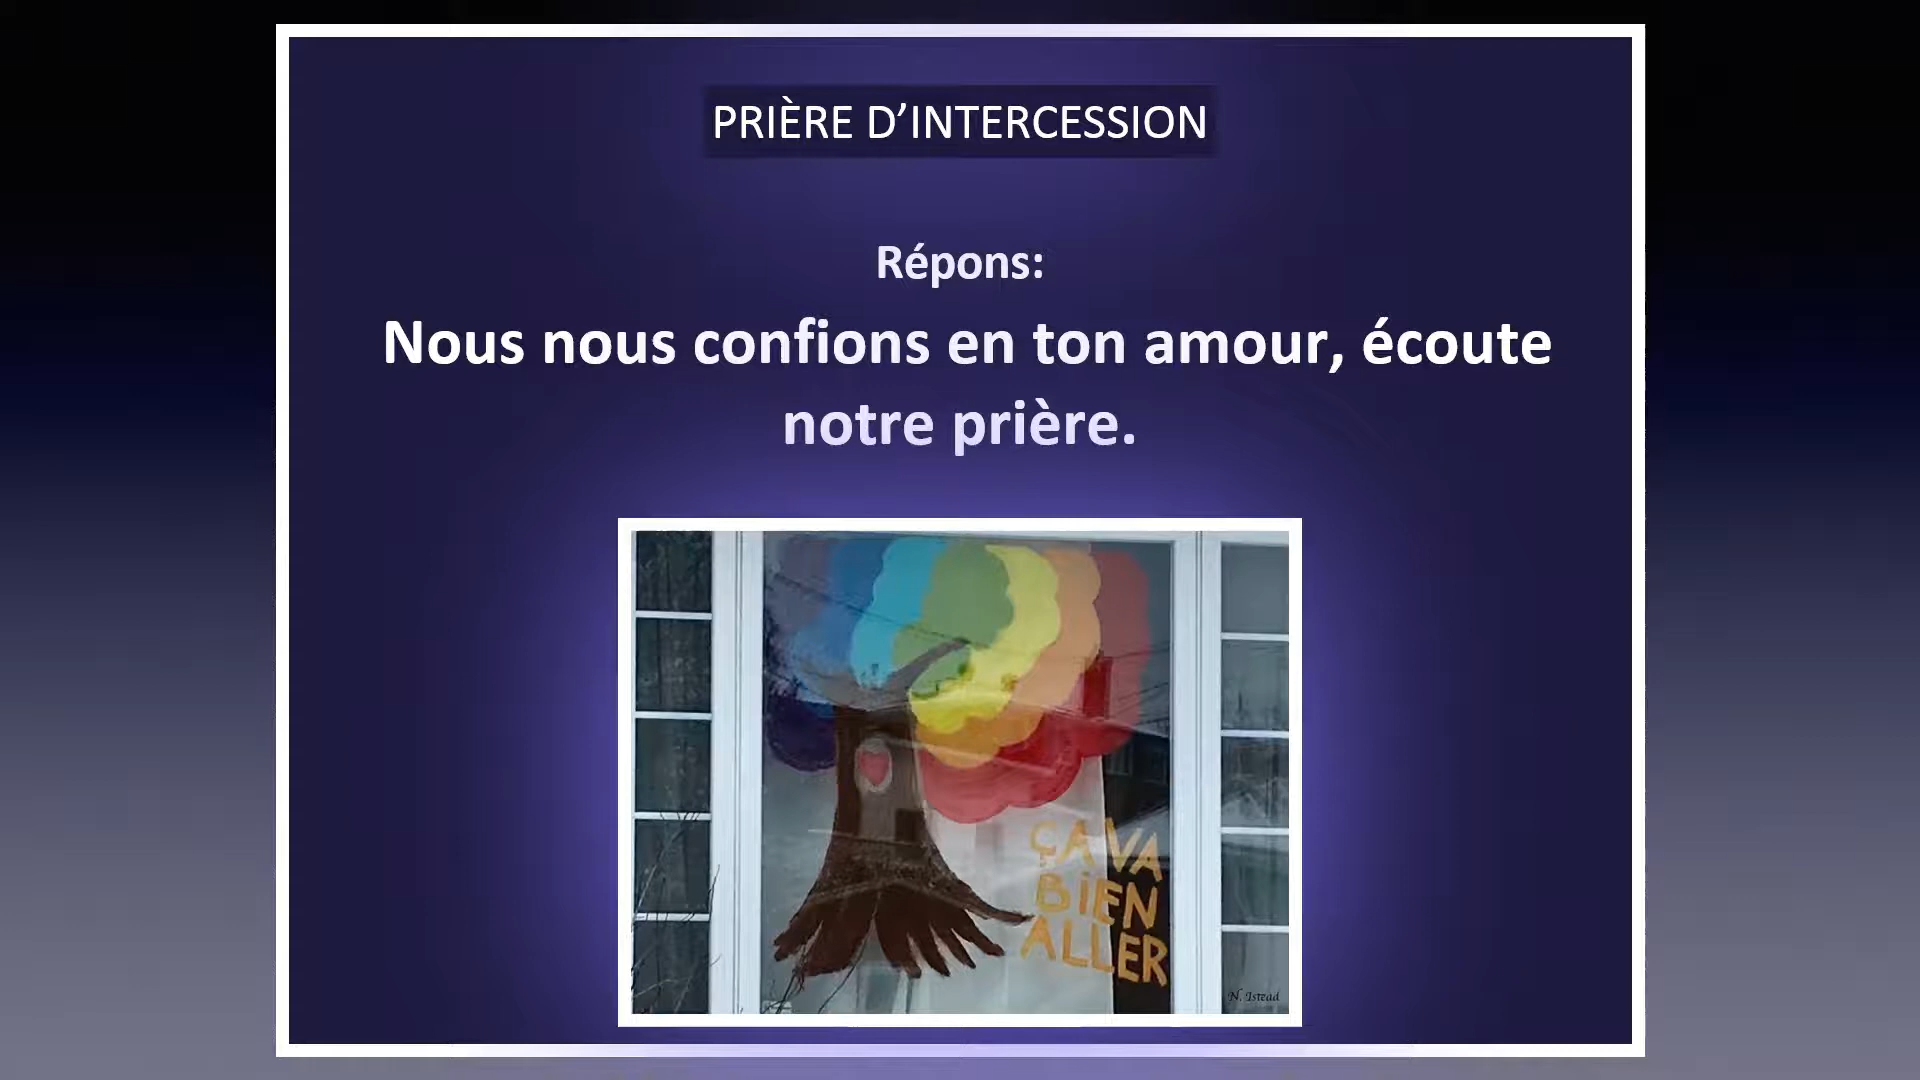 PRIÈRE D’INTERCESSION
Répons:
Nous nous confions en ton amour, écoute
notre prière.
ÇA VA
BiEN
ALLER
N. Istead